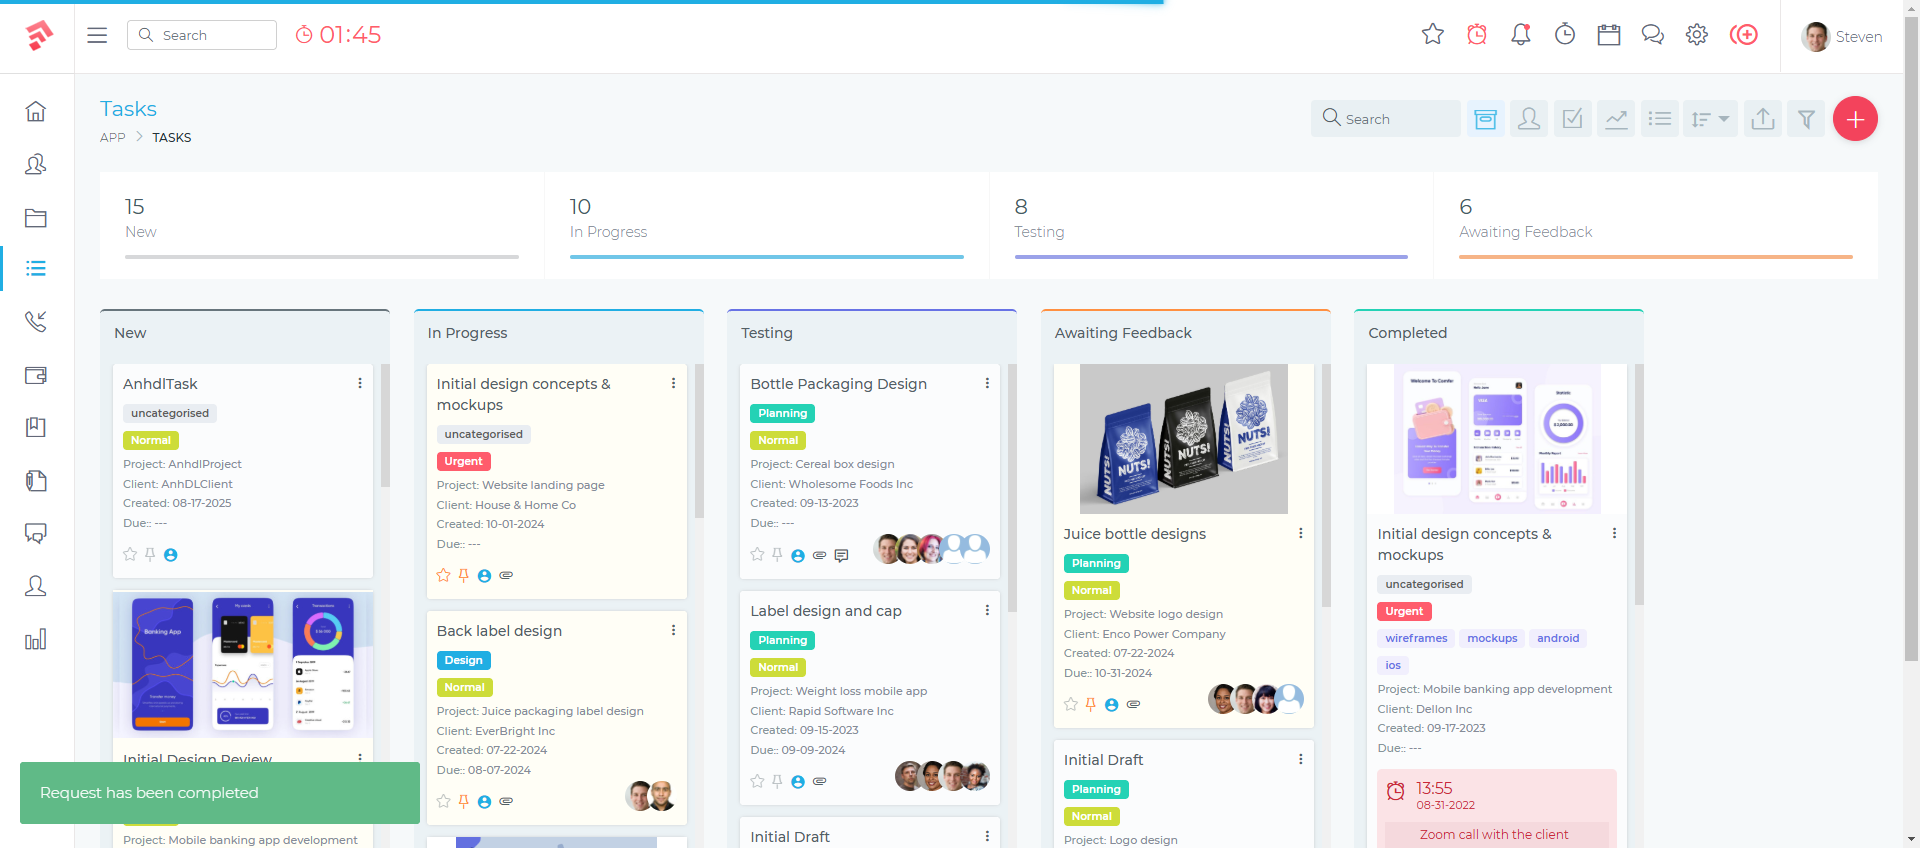 Search
01:45
Steven
Tasks
APP > TASKS
Search
15
New
10
In Progress
8
Testing
6
Awaiting Feedback
New
AnhdlTask
uncategorised
Normal
Project: AnhdlProject
Client: AnhDLClient
Created: 08-17-2025
Due:: ---
Banking App
My cards
Transactions
Initial Design Review
Project: Mobile banking app development
Request has been completed
In Progress
Initial design concepts &
mockups
uncategorised
Urgent
Project: Website landing page
Client: House & Home Co
Created: 10-01-2024
Due:: ---
Back label design
Design
Normal
Project: Juice packaging label design
Client: EverBright Inc
Created: 07-22-2024
Due:: 08-07-2024
Testing
Bottle Packaging Design
Planning
Normal
Project: Cereal box design
Client: Wholesome Foods Inc
Created: 09-13-2023
Due:: ---
Label design and cap
Planning
Normal
Project: Weight loss mobile app
Client: Rapid Software Inc
Created: 09-15-2023
Due:: 09-09-2024
Initial Draft
Awaiting Feedback
NUTS!
NUTS!
NUTS!
Juice bottle designs
Planning
Normal
Project: Website logo design
Client: Enco Power Company
Created: 07-22-2024
Due:: 10-31-2024
Initial Draft
Planning
Normal
Project: Logo design
Completed
Initial design concepts &
mockups
uncategorised
Urgent
wireframes mockups android
ios
Project: Mobile banking app development
Client: Dellon Inc
Created: 09-17-2023
Due:: ---
13:55
08-31-2022
Zoom call with the client